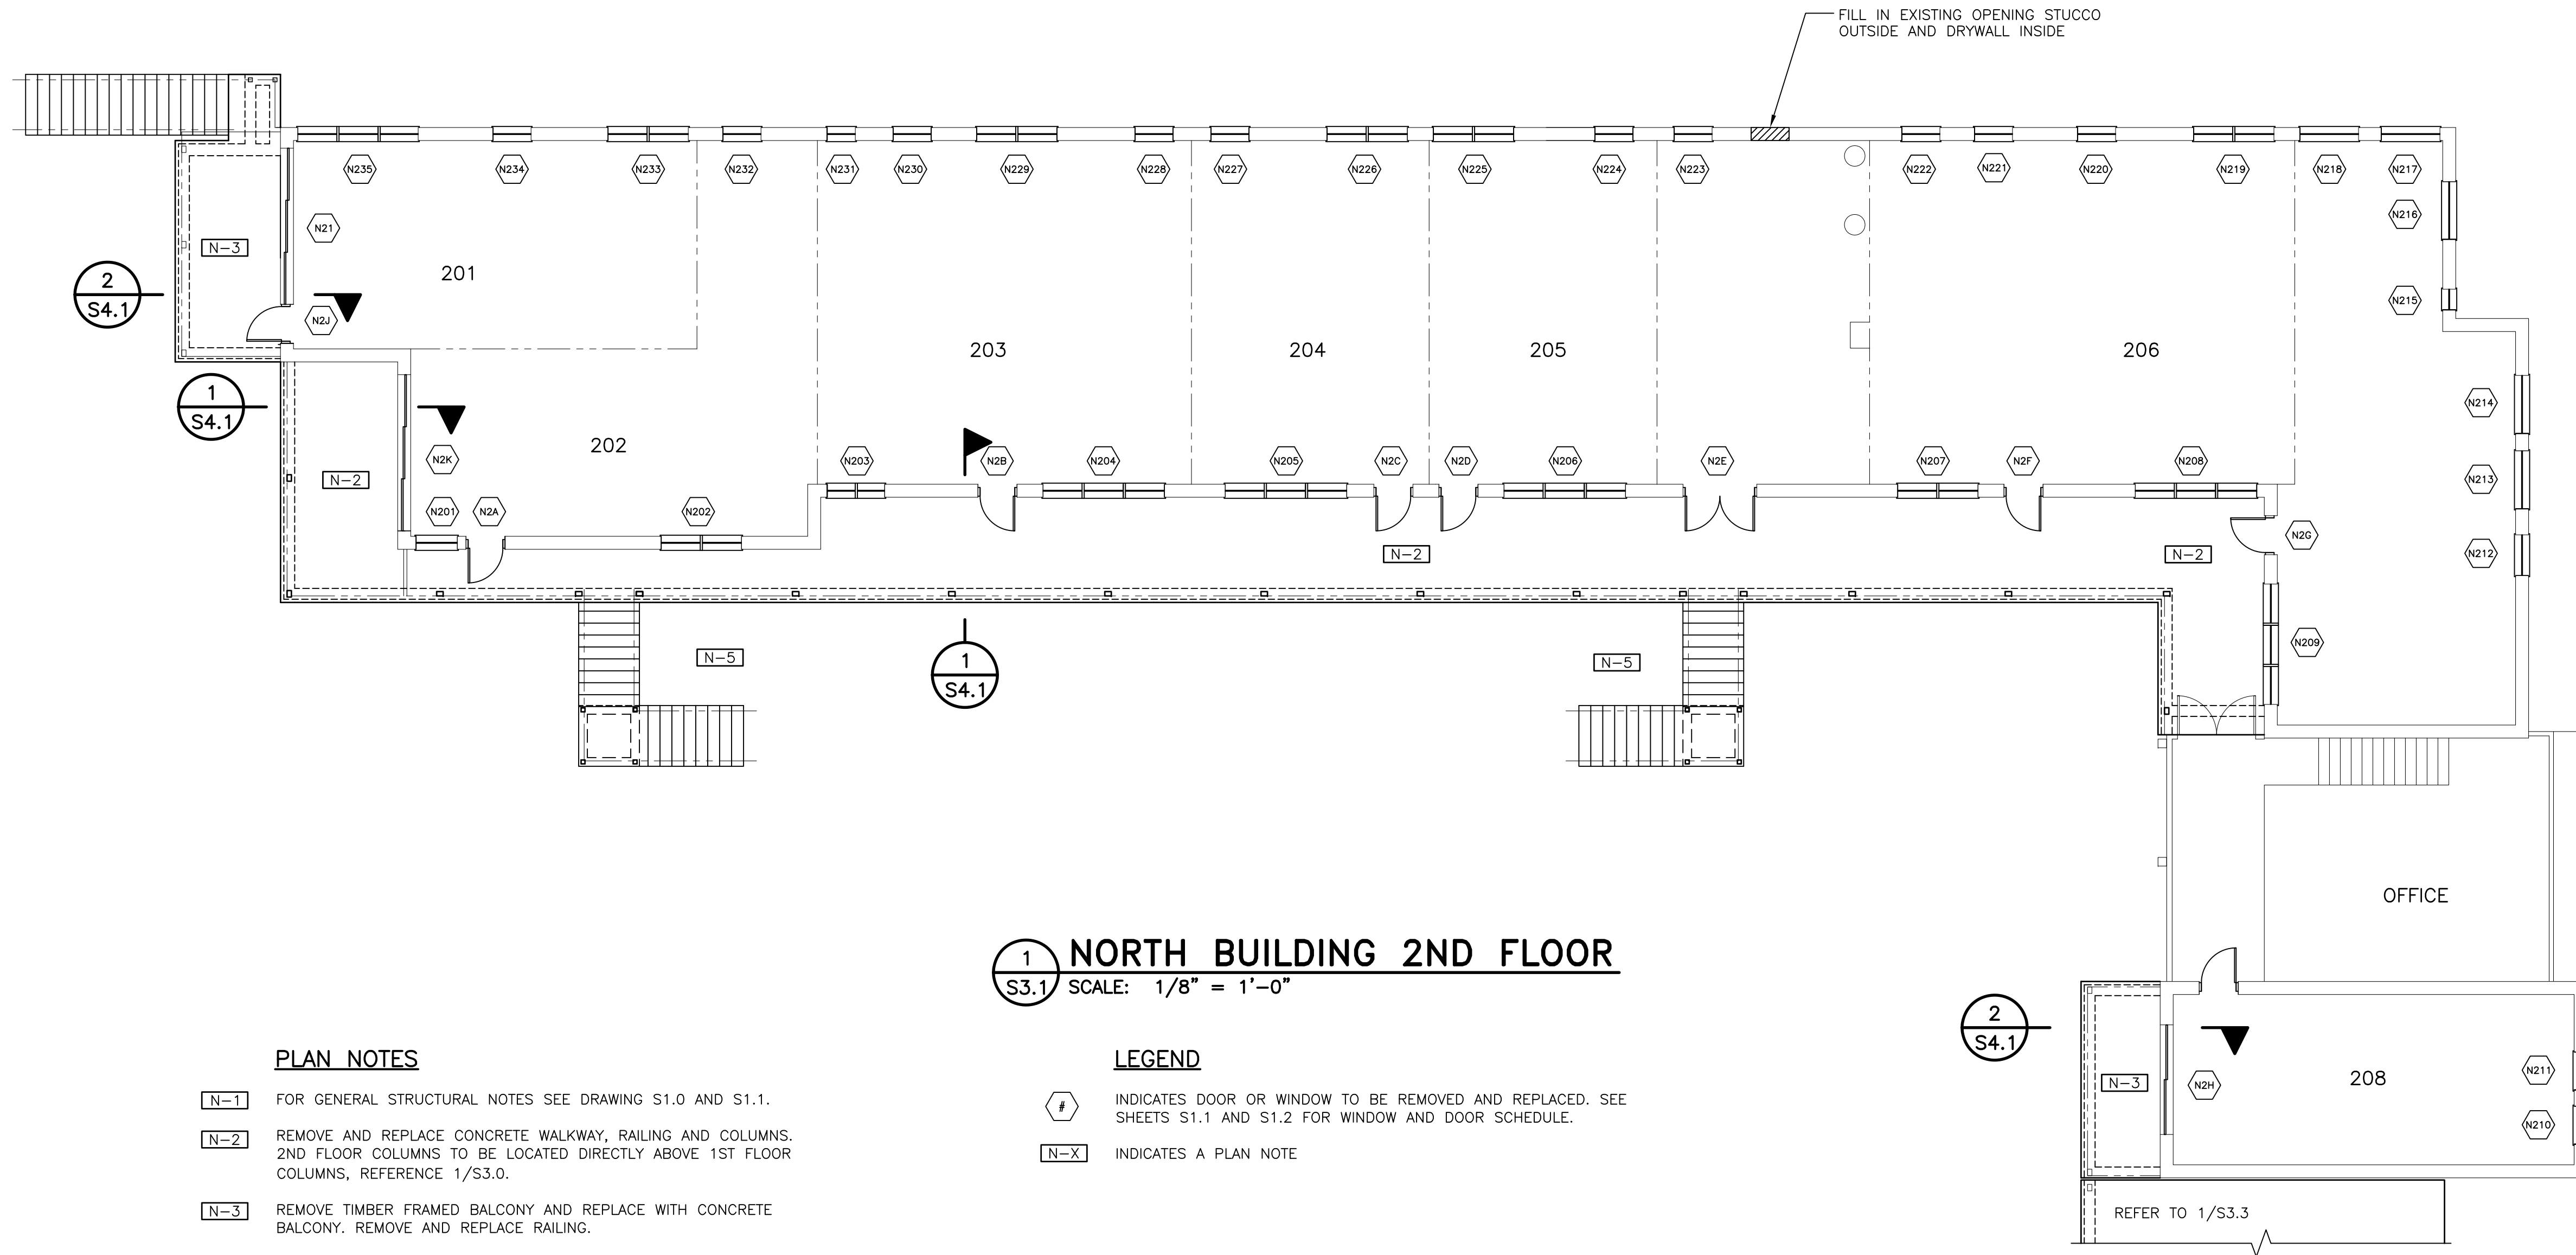 FILL IN EXISTING OPENING STUCCO
OUTSIDE AND DRYWALL INSIDE
N235
N234
N233
N232
N231
N230
N229
N228
N227
N226
N225
N224
N223
N222
N221
N220
N219
N218
N217
N216
N21
N-3
201
2
S4.1
N2J
N215
203
204
205
206
1
S4.1
N214
202
N2K
N203
N2B
N204
N205
N2C
N2D
N206
N2E
N207
N2F
N208
N-2
N213
N201
N2A
N202
N2G
N-2
N-2
N212
N209
N-5
1
S4.1
N-5
OFFICE
1
S3.1
NORTH BUILDING 2ND FLOOR
SCALE: 1/8" = 1'-0"
2
S4.1
N-3
N2H
208
N211
N210
REFER TO 1/S3.3
PLAN NOTES
N-1 FOR GENERAL STRUCTURAL NOTES SEE DRAWING S1.0 AND S1.1.
N-2 REMOVE AND REPLACE CONCRETE WALKWAY, RAILING AND COLUMNS.
2ND FLOOR COLUMNS TO BE LOCATED DIRECTLY ABOVE 1ST FLOOR
COLUMNS, REFERENCE 1/S3.0.
N-3 REMOVE TIMBER FRAMED BALCONY AND REPLACE WITH CONCRETE
BALCONY. REMOVE AND REPLACE RAILING.
LEGEND
# INDICATES DOOR OR WINDOW TO BE REMOVED AND REPLACED. SEE
SHEETS S1.1 AND S1.2 FOR WINDOW AND DOOR SCHEDULE.
N-X INDICATES A PLAN NOTE